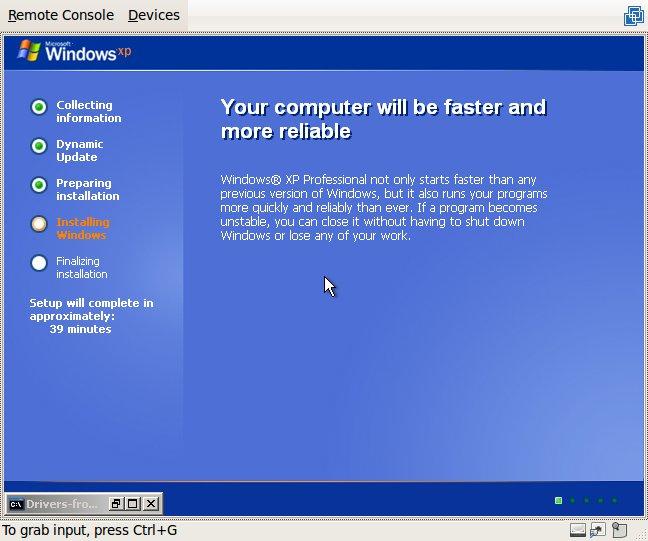 Remote Console Devices
Microsoft®
Windows xp
Collecting
information
Dynamic
Update
Preparing
installation
Installing
Windows
Finalizing
installation
Setup will complete in
approximately:
39 minutes
Your computer will be faster and
more reliable
Windows® XP Professional not only starts faster than any
previous version of Windows, but it also runs your programs
more quickly and reliably than ever. If a program becomes
unstable, you can close it without having to shut down
Windows or lose any of your work.
Drivers-fro...
To grab input, press Ctrl+G